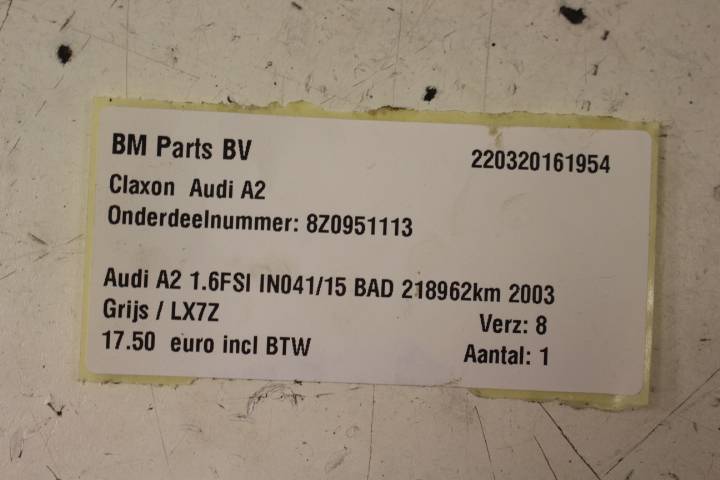 BM Parts BV 220320161954
Claxon Audi A2
Onderdeelnummer: 8Z0951113
Audi A2 1.6FSI IN041/15 BAD 218962km 2003
Grijs / LX7Z Verz: 8
17.50 euro incl BTW Aantal: 1